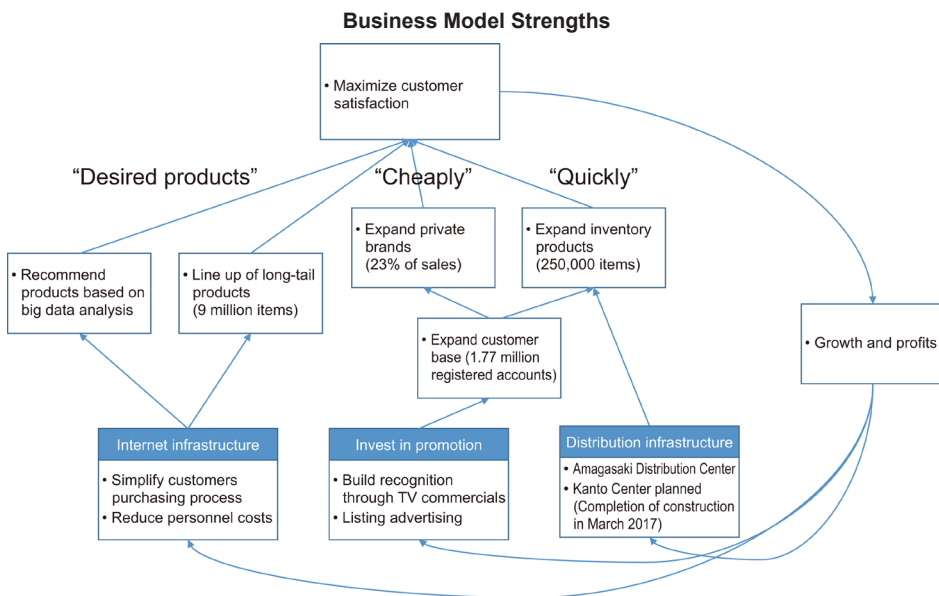 Business Model Strengths
• Maximize customer
satisfaction
“Desired products”
“Cheaply”
“Quickly”
• Recommend
products based on
big data analysis
• Line up of long-tail
products
(9 million items)
• Expand private
brands
(23% of sales)
• Expand inventory
products
(250,000 items)
• Expand customer
base (1.77 million
registered accounts)
• Growth and profits
Internet infrastructure
• Simplify customers
purchasing process
• Reduce personnel costs
Invest in promotion
• Build recognition
through TV commercials
• Listing advertising
Distribution infrastructure
• Amagasaki Distribution Center
• Kanto Center planned
(Completion of construction
in March 2017)